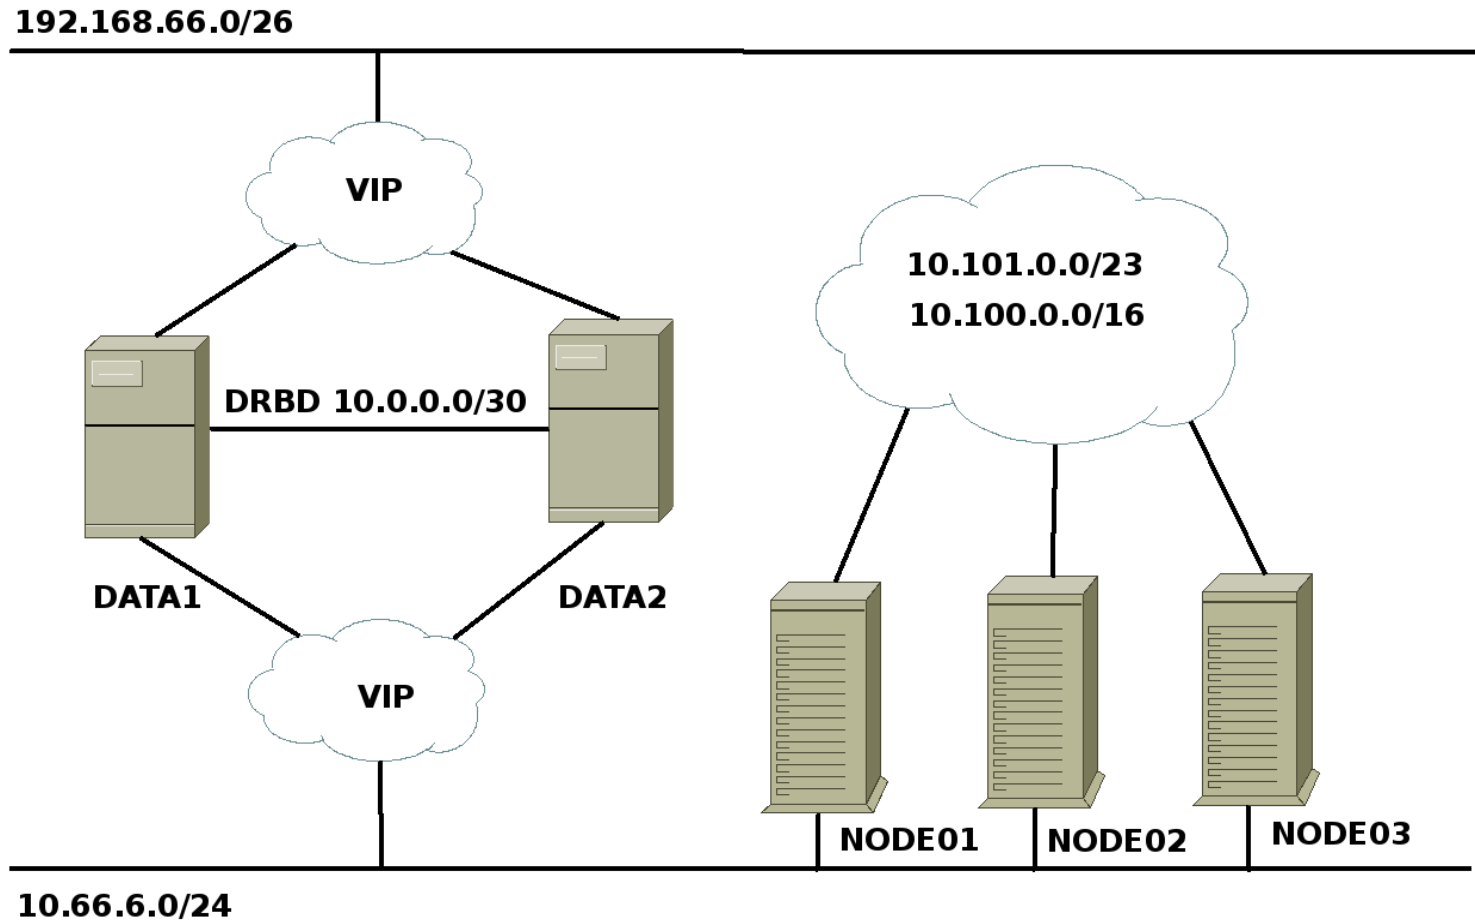 192.168.66.0/26
VIP
10.101.0.0/23
10.100.0.0/16
DRBD 10.0.0.0/30
DATA1
DATA2
VIP
NODE01
NODE02
NODE03
10.66.6.0/24